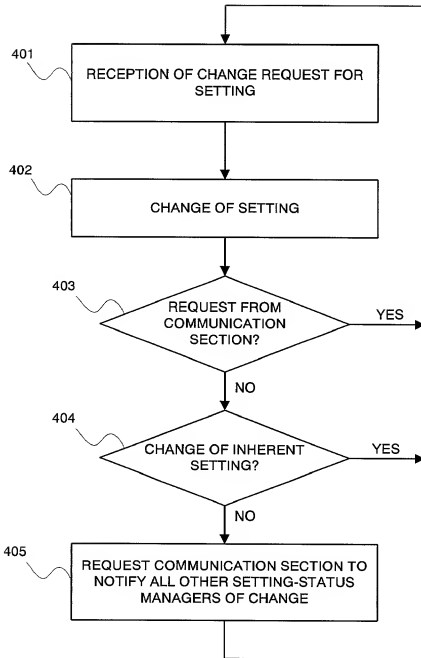 401
RECEPTION OF CHANGE REQUEST FOR
SETTING
402
CHANGE OF SETTING
403
REQUEST FROM
COMMUNICATION
SECTION?
YES
NO
404
CHANGE OF INHERENT
SETTING?
YES
NO
405
REQUEST COMMUNICATION SECTION TO
NOTIFY ALL OTHER SETTING-STATUS
MANAGERS OF CHANGE